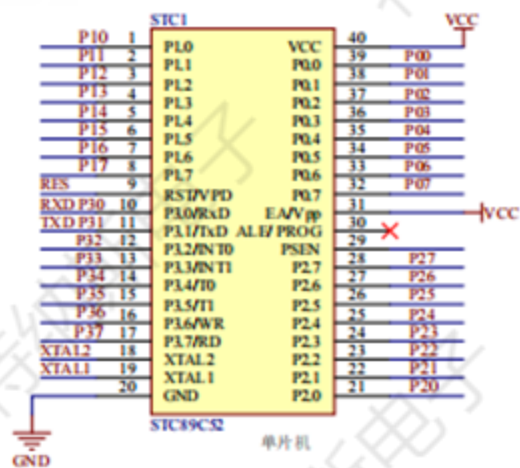 STC1
VCC
P10 1 P1.0 VCC 40
P11 2 P1.1 P0.0 39 P00
P12 3 P1.2 P0.1 38 P01
P13 4 P1.3 P0.2 37 P02
P14 5 P1.4 P0.3 36 P03
P15 6 P1.5 P0.4 35 P04
P16 7 P1.6 P0.5 34 P05
P17 8 P1.7 P0.6 33 P06
RES 9 RST/VPD P0.7 32 P07
RXD P30 10 P3.0/RxD EA/Vpp 31 VCC
TXD P31 11 P3.1/TxD ALE/PROG 30
P32 12 P3.2/INT0 PSEN 29
P33 13 P3.3/INT1 P2.7 28 P27
P34 14 P3.4/T0 P2.6 27 P26
P35 15 P3.5/T1 P2.5 26 P25
P36 16 P3.6/WR P2.4 25 P24
P37 17 P3.7/RD P2.3 24 P23
XTAL2 18 XTAL2 P2.2 23 P22
XTAL1 19 XTAL1 P2.1 22 P21
20 GND P2.0 21 P20
STC89C52
单片机
GND